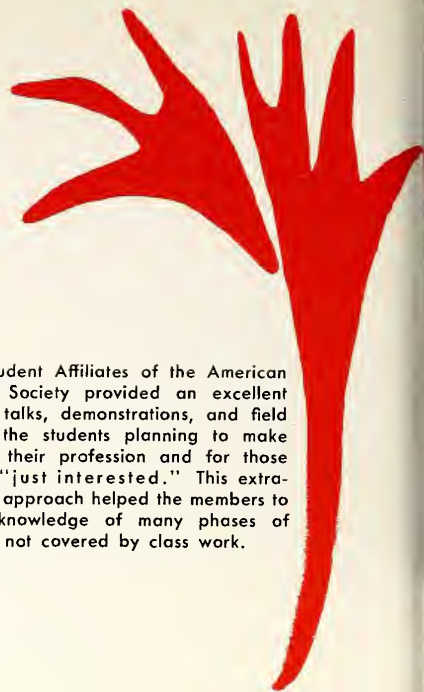 udent Affiliates of the American
Society provided an excellent
talks, demonstrations, and field
the students planning to make
their profession and for those
"just interested." This extra-
approach helped the members to
knowledge of many phases of
not covered by class work.